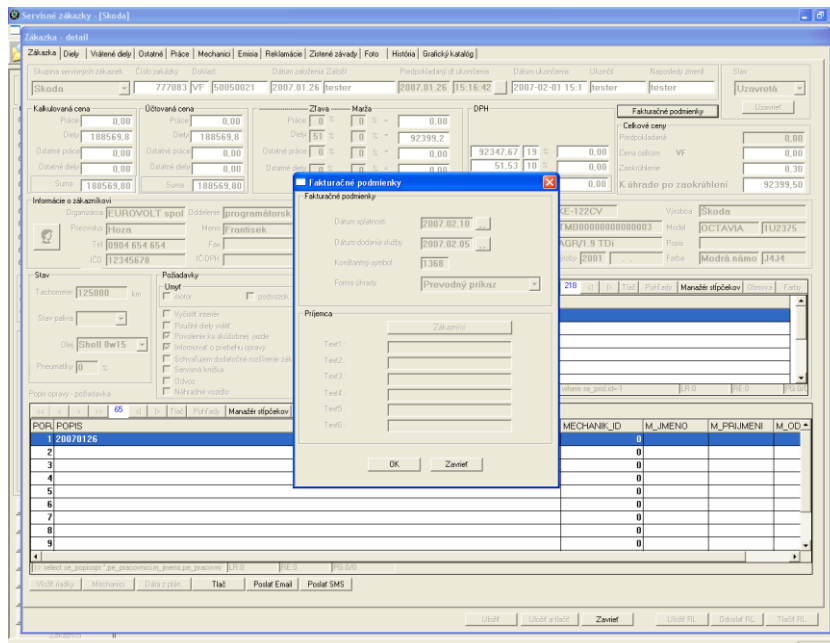 Servisné zákazky - [Skoda]
Zákazka - detail
Zákazka Diely Vrátené diely Ostatné Práce Mechanici Emisia Reklamácie Zistené závady Foto História Grafický katalóg
Skupina servisných zákaziek Číslo zakázky Doklad Dátum založenia Založil Predpokladaný dt.ukončenia Dátum ukončenia Ukončil Naposledy zmenil Stav
Skoda 777083 VF 50050021 2007.01.26 tester 2007.01.26 15:16:42 2007-02-01 15:1 tester tester Uzavretá
Uzavrieť
Kalkulovaná cena Účtovaná cena Zľava Marža DPH Fakturačné podmienky
Práce 0,00 Práce 0,00 Práce 0 % 0 % = 0,00
Diely 188569,8 Diely 188569,8 Diely 51 % 0 % = 92399,2
Ostatné práce 0,00 Ostatné práce 0,00 Ostatné práce 0 % 0 % = 0,00 92347,67 19 % 0,00
Ostatné diely 0,00 Ostatné diely 0,00 Ostatné diely 0,00 51,53 10 % 0,00
Suma 188569,80 Suma 188569,80 0,00
Celkové ceny
Predpokladaná 0,00
Cena celkom VF 0,00
Zaokrúhlenie 0,30
K úhrade po zaokrúhlení 92399,50
Informácie o zákazníkovi
Organizácia EUROVOLT spol Oddelenie programátorsk
Priezvisko Hoza Meno Frantisek
Tel 0904 654 654 Fax
IČO 12345678 IČ DPH
KE-122CV Výrobca Škoda
TMB00000000000003 Model OCTAVIA 1U2375
AGR/1.9 TDi Popis
výroby 2001 . . Farba Modrá námo J4J4
Fakturačné podmienky
Fakturačné podmienky
Dátum splatnosti 2007.02.10 ..
Dátum dodania služby 2007.02.05 ..
Konštantný symbol 1368
Forma úhrady Prevodný príkaz
Príjemca
Zákazníci
Text1 :
Text2 :
Text3 :
Text4 :
Text5 :
Text6 :
OK Zavrieť
Stav Požiadavky
Umyť
Tachometer 125000 km motor podvozok
Stav paliva
Olej Shell 0w15
Pneumatiky 0 %
Vyčistiť interiér
Použité diely vrátiť
Povolenie ku skúšobnej jazde
Informovať o priebehu opravy
Schvaľujem dodatočné rozšírenie zák
Servisná knižka
Odvoz
Náhradné vozidlo
218 Tlač Pohľady Manažér stĺpčekov Obnova Farby
where se_prid.id=-1 LR:0 RE:0 PG:0/0
Popis opravy - požiadavka
<< < > >> 65 Tlač Pohľady Manažér stĺpčekov
POR. POPIS MECHANIK_ID M_JMENO M_PRIJMENI M_OD
1 20070126 0
2 0
3 0
4 0
5 0
6 0
7 0
8 0
9 0
LR:0 RE:0 PG:0/0
Vložiť riadky Mechanici Dáta z plán. Tlač Poslať Email Poslať SMS
Uložiť Uložiť a tlačiť Zavrieť Uložiť RL Odoslať RL Tlačiť RL
Zákazníci